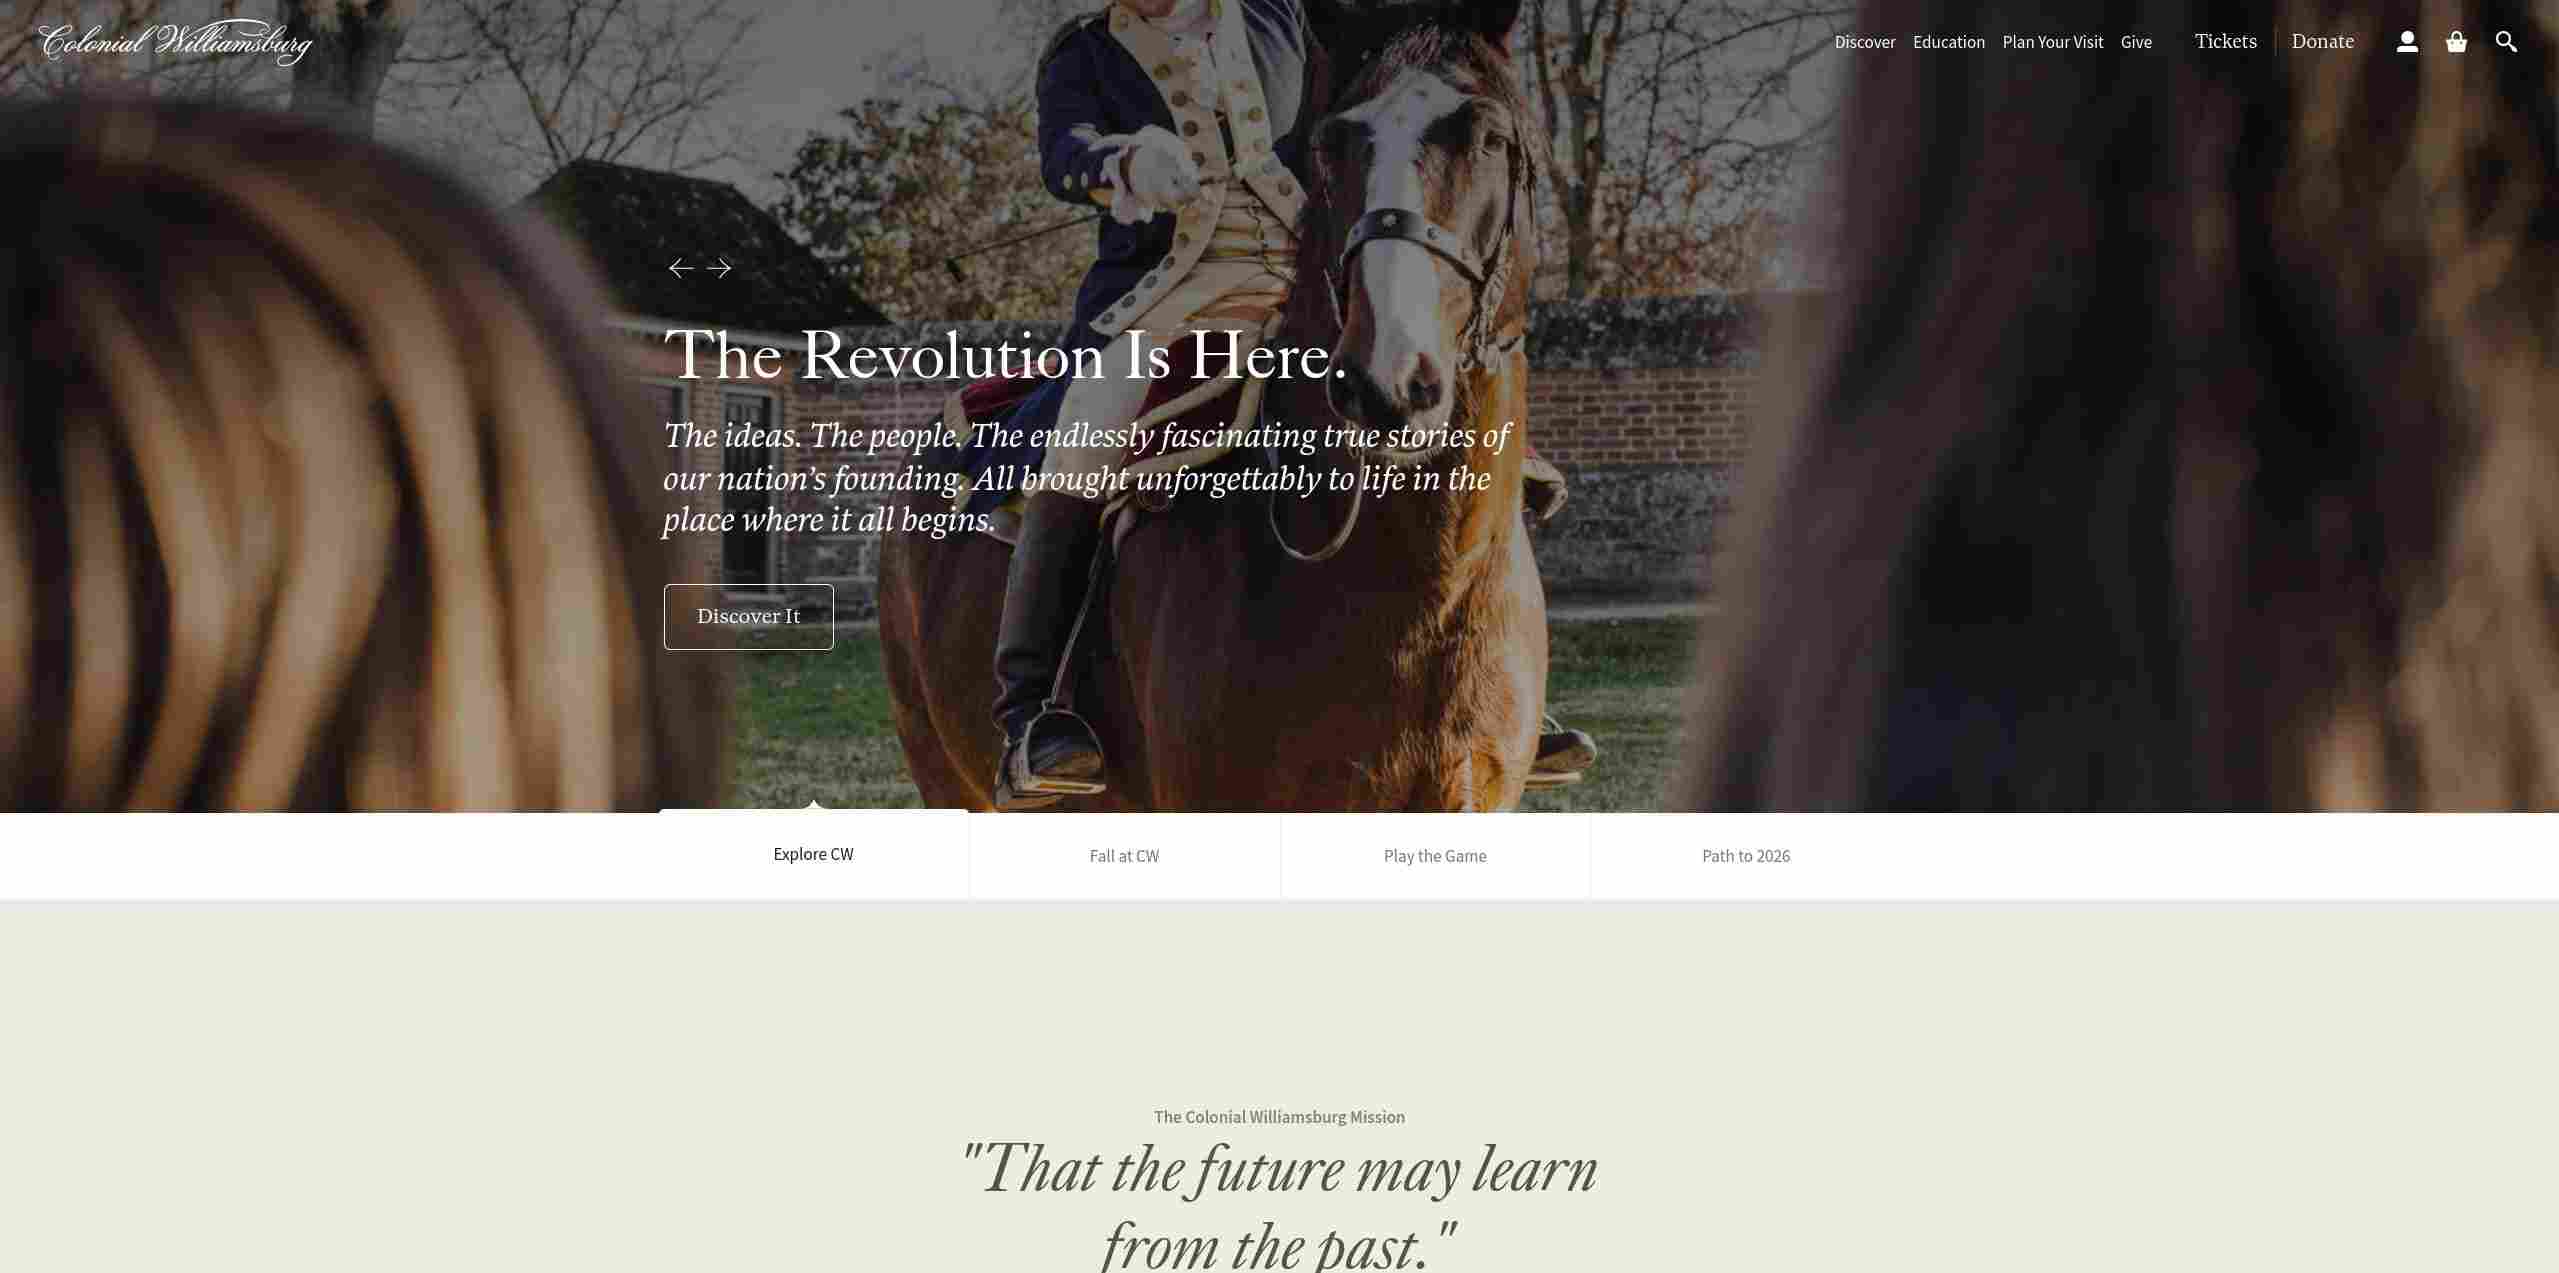 Colonial Williamsburg
Discover Education Plan Your Visit Give Tickets Donate
The Revolution Is Here.
The ideas. The people. The endlessly fascinating true stories of
our nation’s founding. All brought unforgettably to life in the
place where it all begins.
Discover It
Explore CW
Fall at CW
Play the Game
Path to 2026
The Colonial Williamsburg Mission
"That the future may learn
from the past."